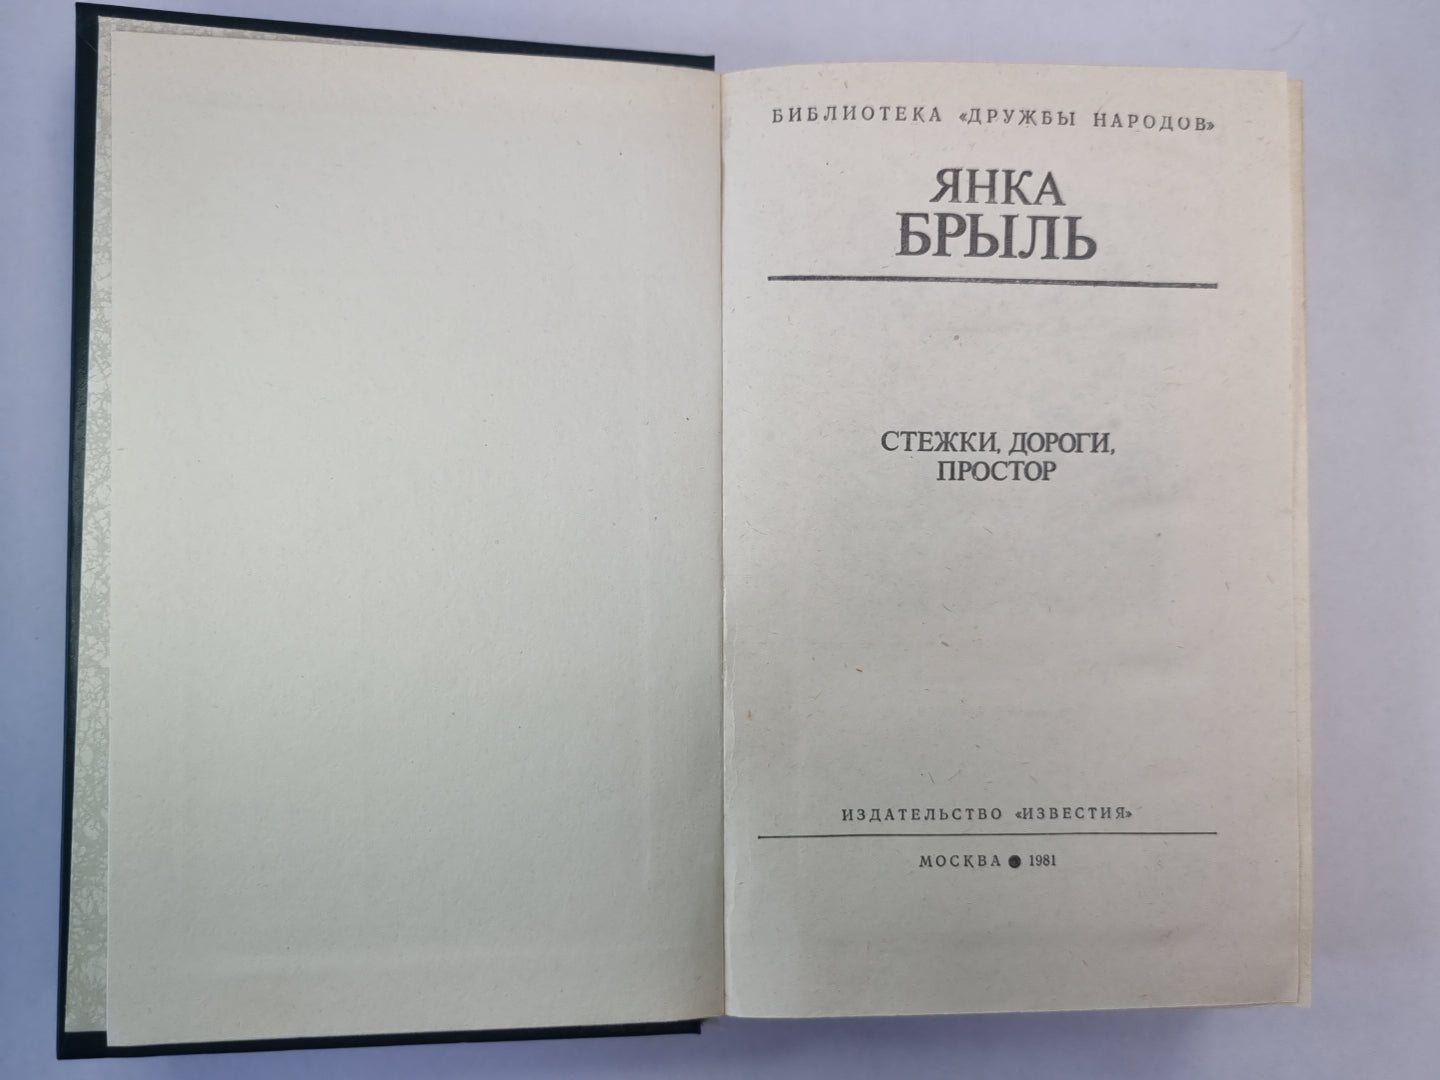 БИБЛИОТЕКА «ДРУЖБЫ НАРОДОВ»
ЯНКА
БРЫЛЬ
СТЕЖКИ, ДОРОГИ,
ПРОСТОР
ИЗДАТЕЛЬСТВО «ИЗВЕСТИЯ»
МОСКВА ● 1981